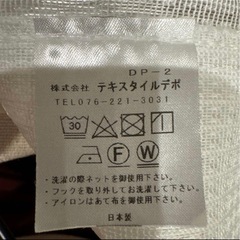 DP-2
株式会社 テキスタイルデポ
TEL076-221-3031
30
F W
・洗濯の際ネットを御使用下さい。
・フックを取り外してお洗濯下さい。
・アイロンはあて布を御使用下さい。
日本製